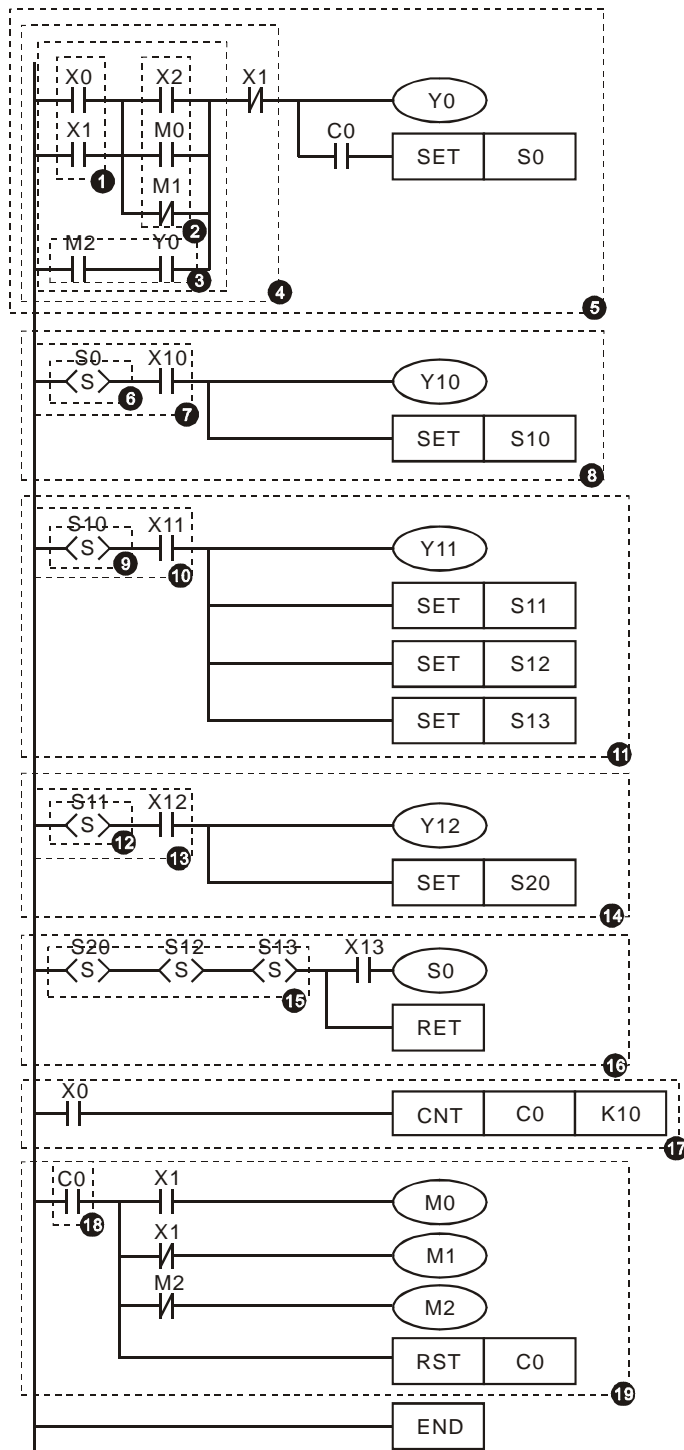 X0 X2 X1
Y0
C0
SET S0
X1 M0
1
M1
2
M2 Y0
3
4
5
S0 X10
S
6
7
Y10
SET S10
8
S10 X11
S
9
10
Y11
SET S11
SET S12
SET S13
11
S11 X12
S
12
13
Y12
SET S20
14
S20 S12 S13 X13
S S S
S0
15
RET
16
X0
CNT C0 K10
17
C0 X1
M0
18
X1
M1
M2
M2
RST C0
19
END